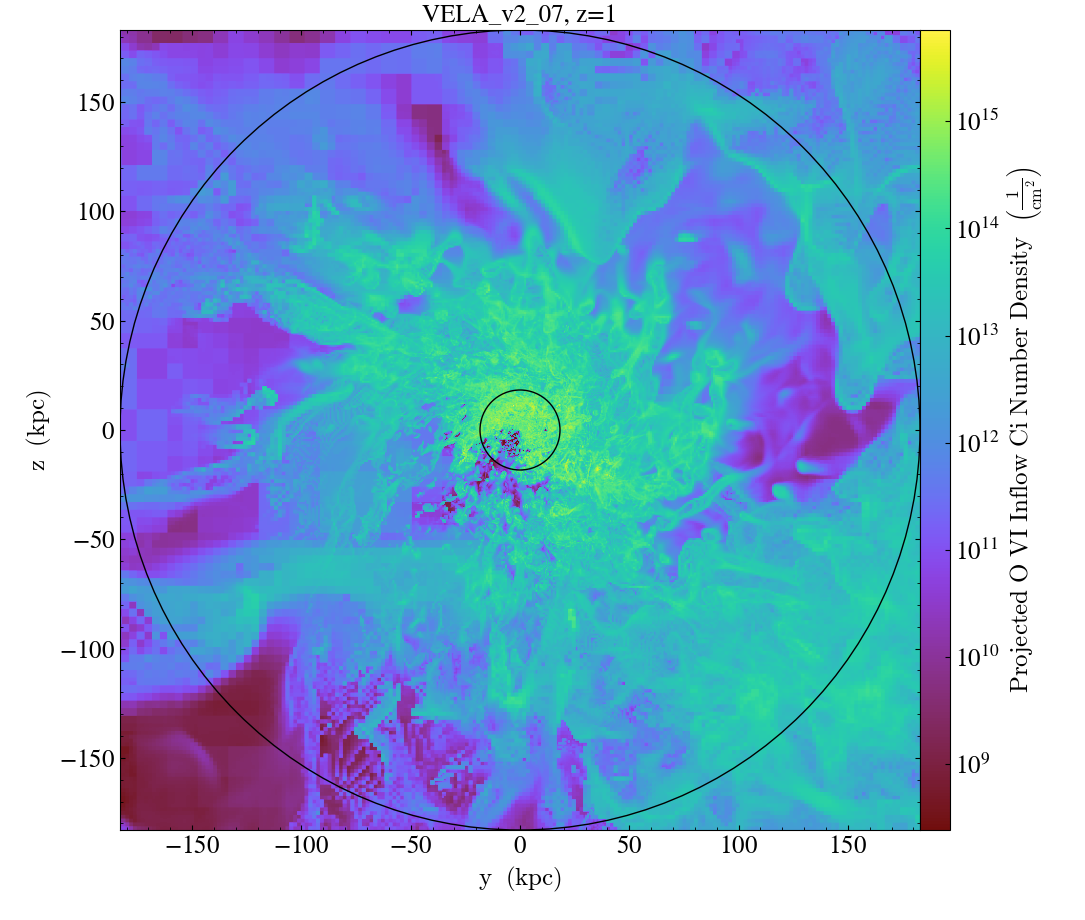 VELA_v2_07, z=1
150
100
50
0
−50
−100
−150
z (kpc)
−150 −100 −50 0 50 100 150
y (kpc)
10^15
10^14
10^13
10^12
10^11
10^10
10^9
Projected O VI Inflow Ci Number Density (1/cm^2)